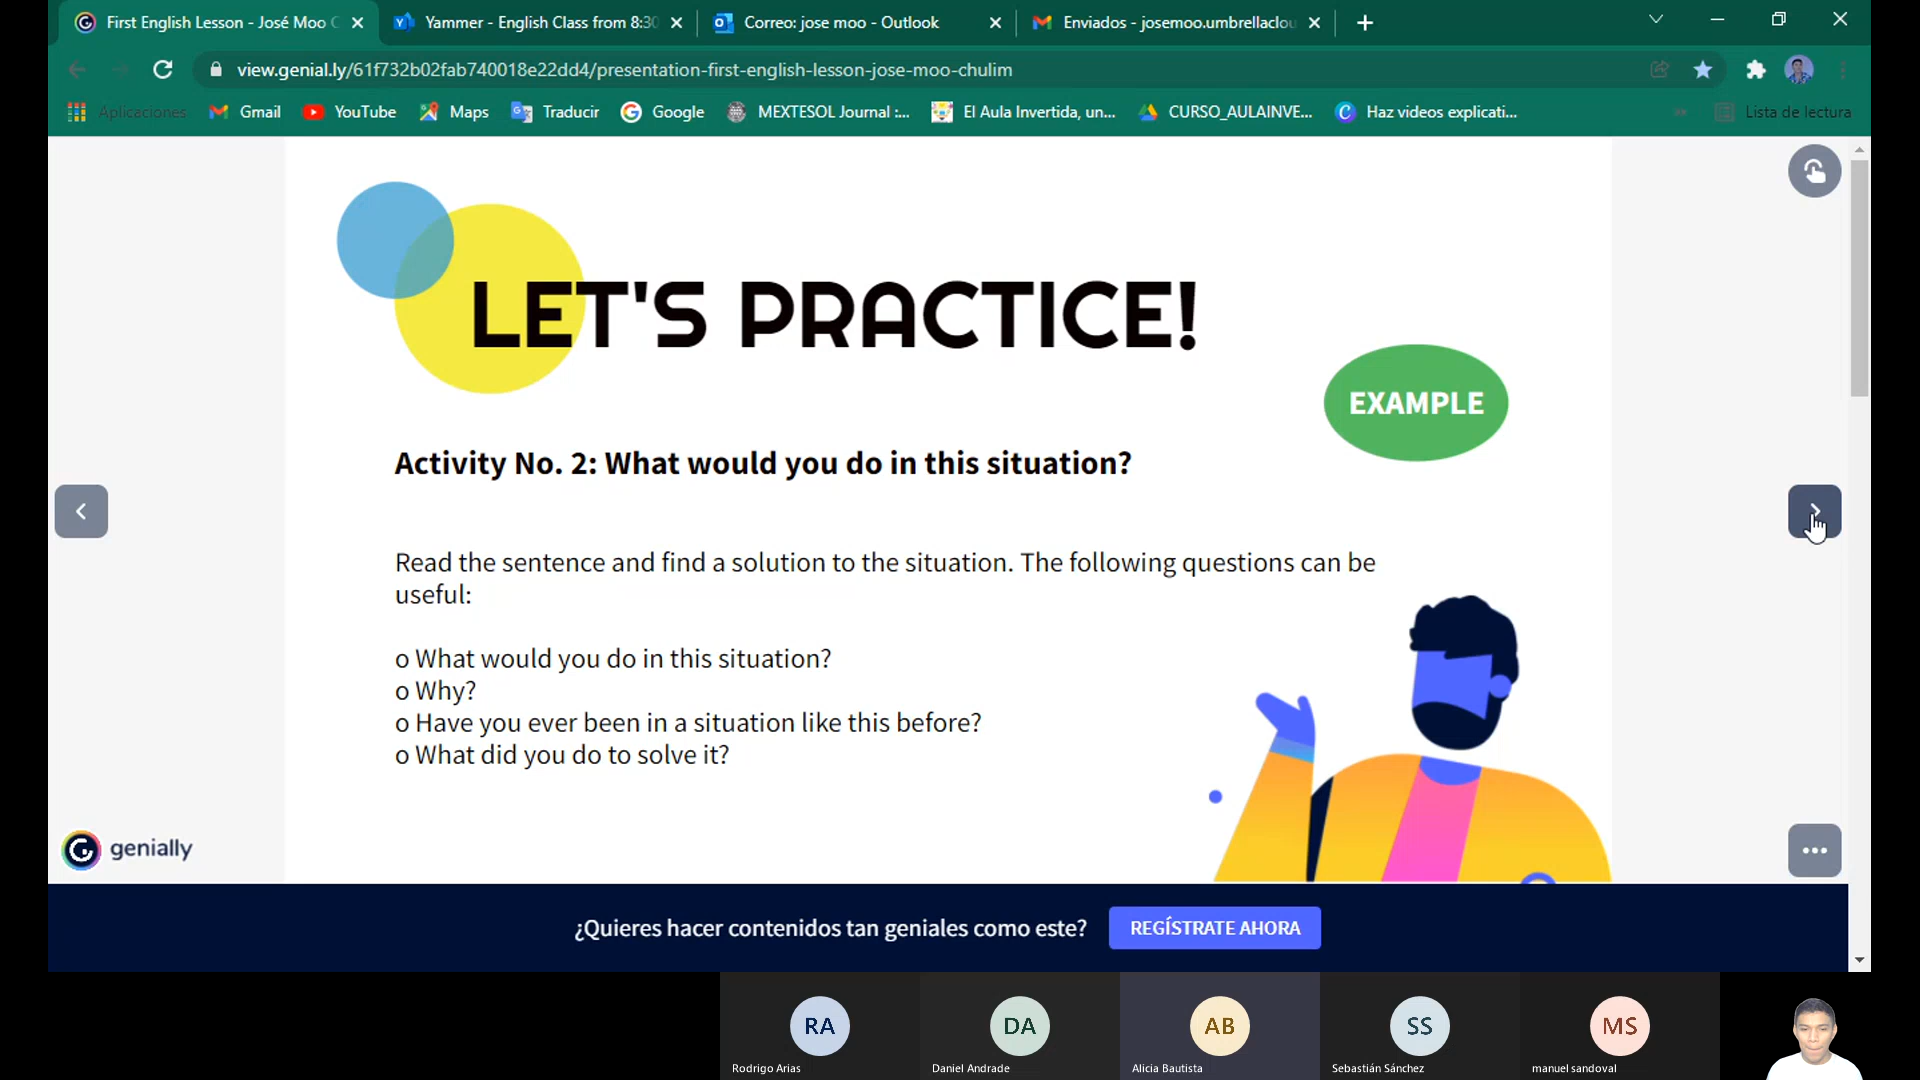 First English Lesson - José Moo C
Yammer - English Class from 8:30
Correo: jose moo - Outlook
Enviados - josemoo.umbrellaclou
view.genial.ly/61f732b02fab740018e22dd4/presentation-first-english-lesson-jose-moo-chulim
Aplicaciones
Gmail
YouTube
Maps
Traducir
Google
MEXTESOL Journal :...
El Aula Invertida, un...
CURSO_AULAINVE...
Haz videos explicati...
Lista de lectura
LET'S PRACTICE!
EXAMPLE
Activity No. 2: What would you do in this situation?
Read the sentence and find a solution to the situation. The following questions can be
useful:
o What would you do in this situation?
o Why?
o Have you ever been in a situation like this before?
o What did you do to solve it?
genially
¿Quieres hacer contenidos tan geniales como este?
REGÍSTRATE AHORA
RA
DA
AB
SS
MS
Rodrigo Arias
Daniel Andrade
Alicia Bautista
Sebastián Sánchez
manuel sandoval